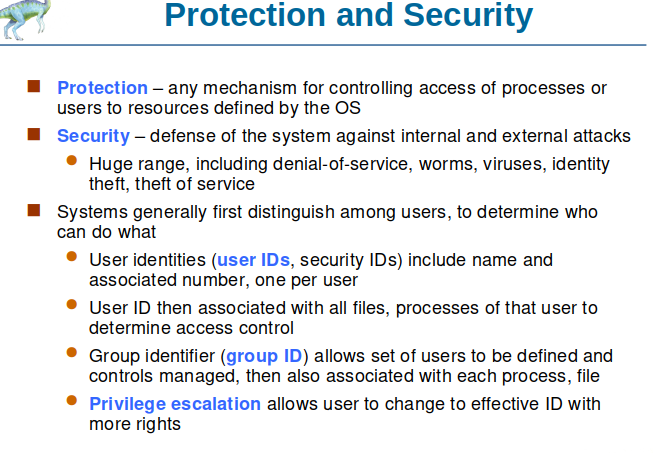 Protection and Security
Protection – any mechanism for controlling access of processes or
users to resources defined by the OS
Security – defense of the system against internal and external attacks
Huge range, including denial-of-service, worms, viruses, identity
theft, theft of service
Systems generally first distinguish among users, to determine who
can do what
User identities (user IDs, security IDs) include name and
associated number, one per user
User ID then associated with all files, processes of that user to
determine access control
Group identifier (group ID) allows set of users to be defined and
controls managed, then also associated with each process, file
Privilege escalation allows user to change to effective ID with
more rights